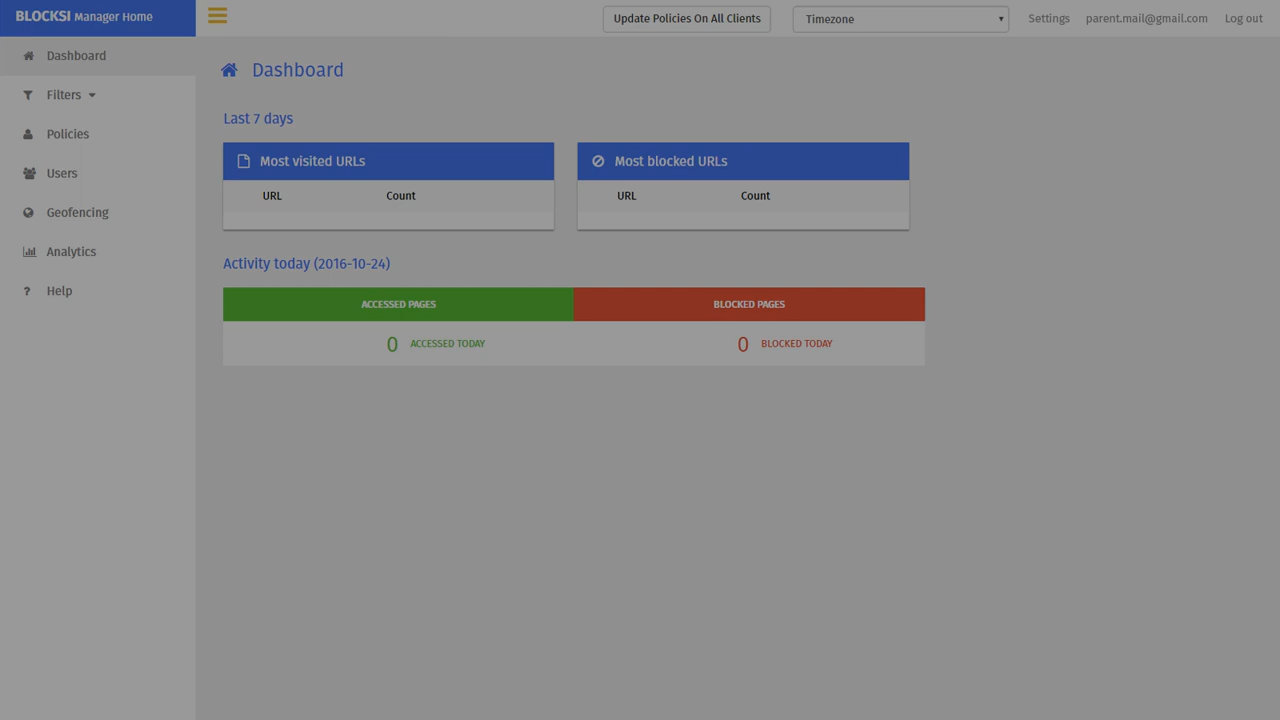 BLOCKSI Manager Home
Update Policies On All Clients
Timezone
Settings
parent.mail@gmail.com
Log out
Dashboard
Filters
Policies
Users
Geofencing
Analytics
? Help
Dashboard
Last 7 days
Most visited URLs
URL Count
Most blocked URLs
URL Count
Activity today (2016-10-24)
ACCESSED PAGES
BLOCKED PAGES
0 ACCESSED TODAY
0 BLOCKED TODAY